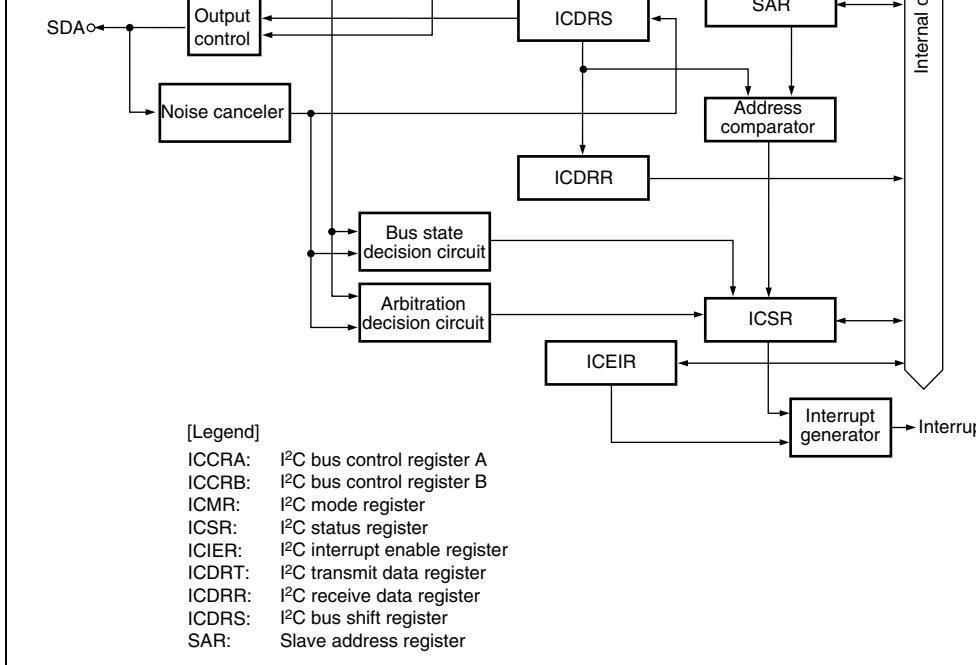 SDA
Output
control
ICDRS
SAR
Internal d
Noise canceler
Address
comparator
ICDRR
Bus state
decision circuit
Arbitration
decision circuit
ICSR
ICEIR
Interrupt
generator
Interrup
[Legend]
ICCRA: I2C bus control register A
ICCRB: I2C bus control register B
ICMR: I2C mode register
ICSR: I2C status register
ICIER: I2C interrupt enable register
ICDRT: I2C transmit data register
ICDRR: I2C receive data register
ICDRS: I2C bus shift register
SAR: Slave address register